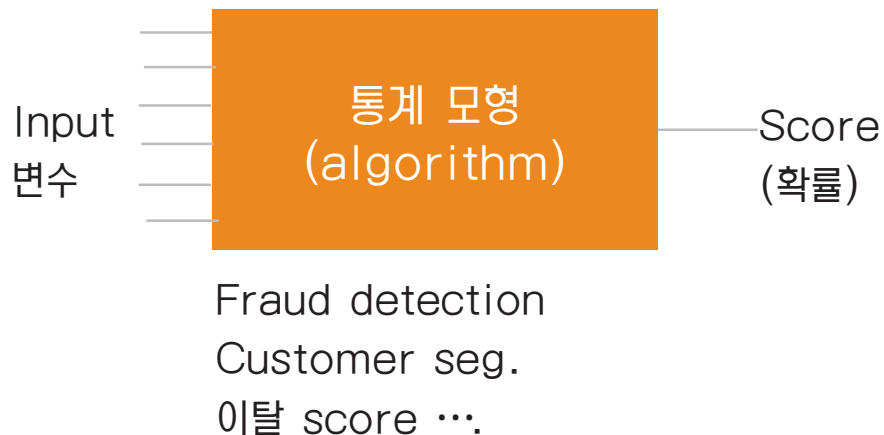 Input
변수
통계 모형
(algorithm)
Score
(확률)
Fraud detection
Customer seg.
이탈 score ….